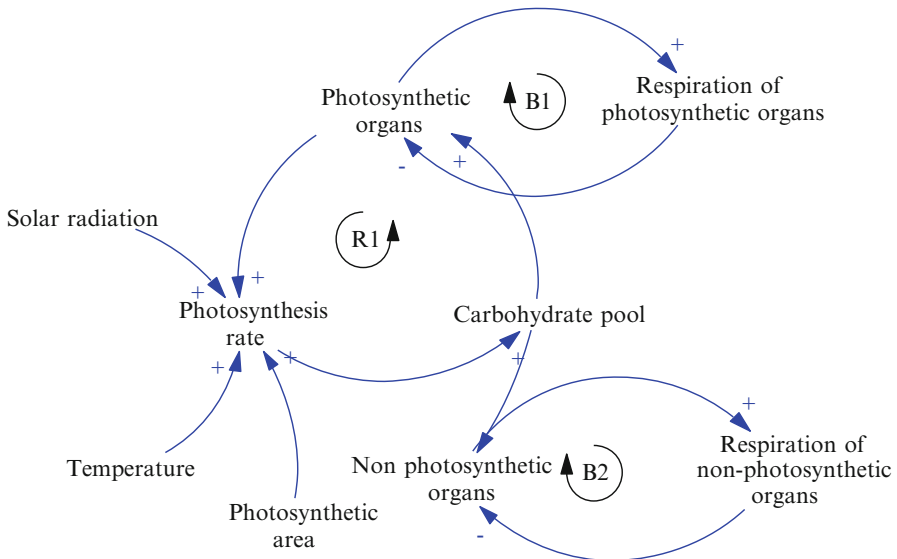 +
Photosynthetic
organs
B1
Respiration of
photosynthetic organs
-
+
Solar radiation
R1
+
+
Photosynthesis
rate
Carbohydrate pool
+
+
+
Temperature
+
Non photosynthetic
organs
B2
Respiration of
non-photosynthetic
organs
Photosynthetic
area
-